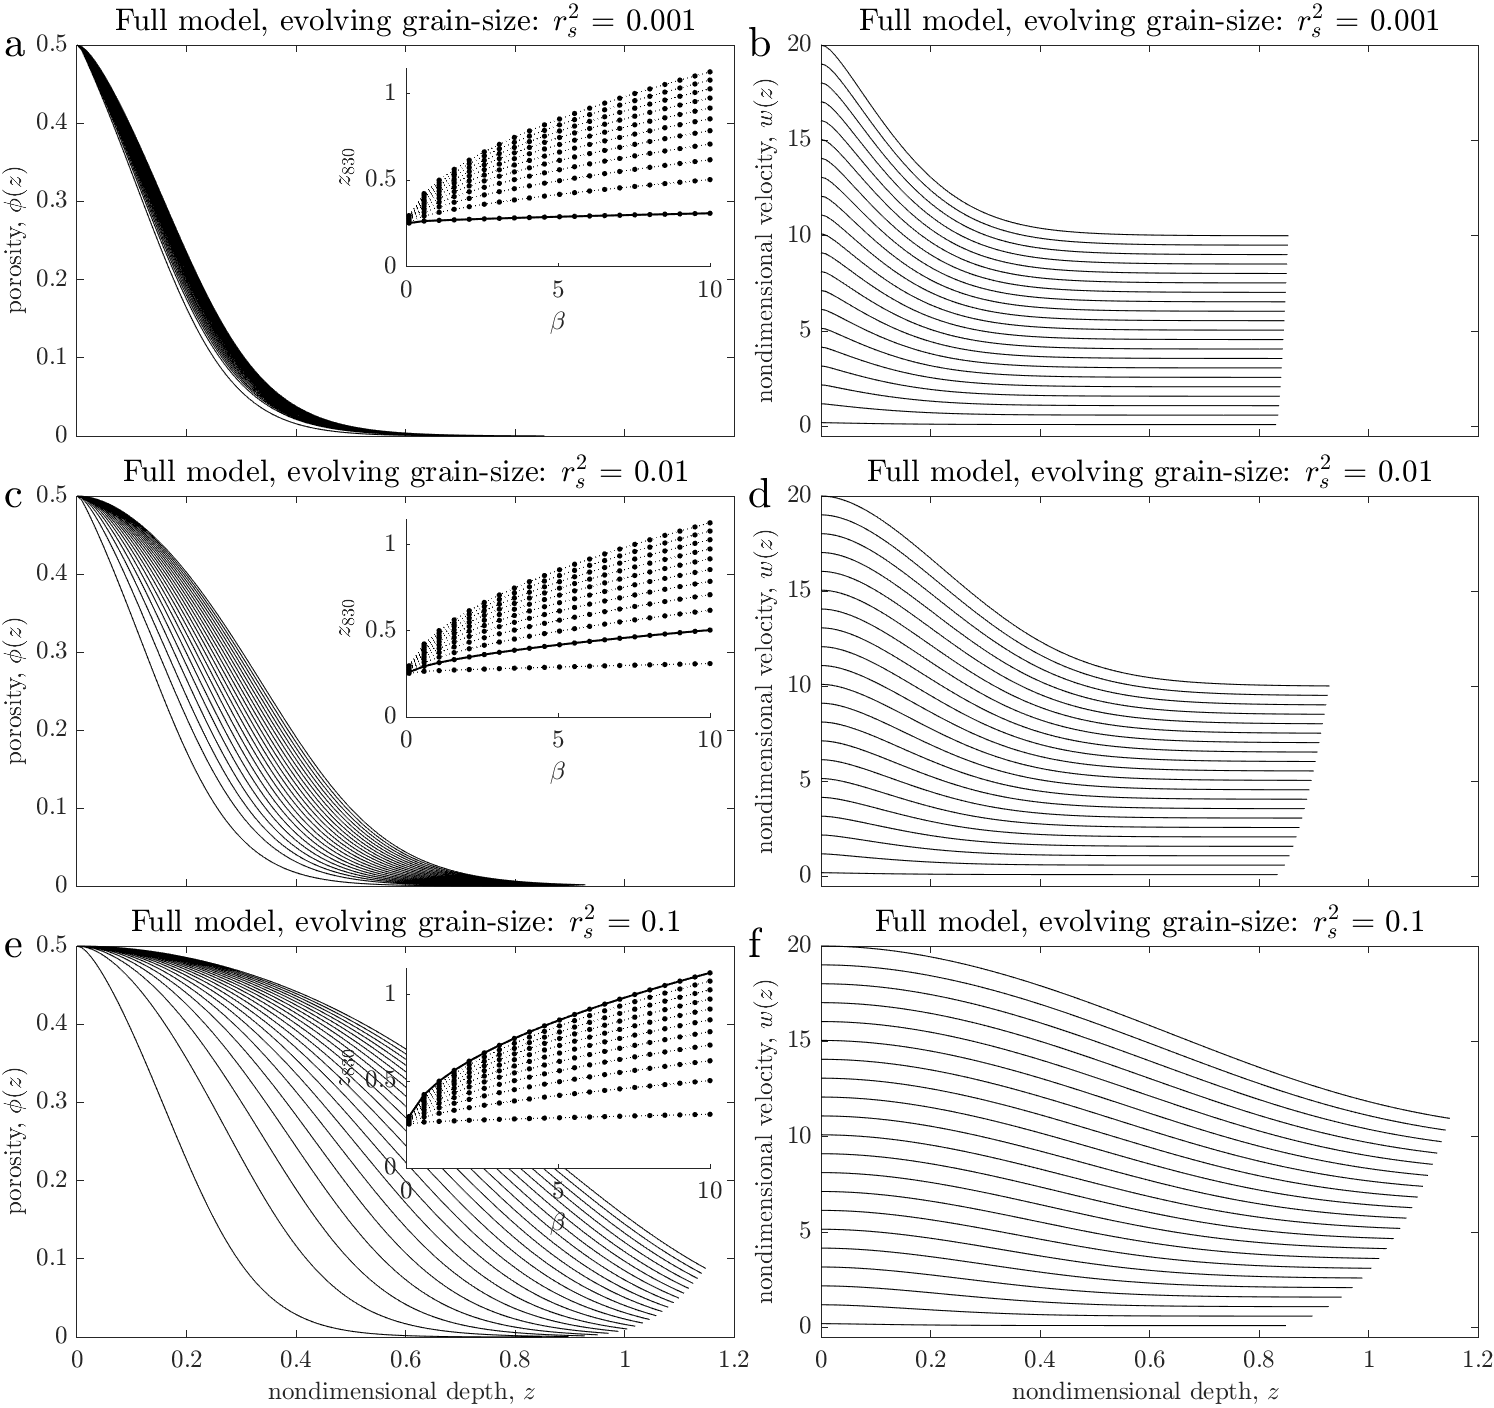 a
Full model, evolving grain-size: r_s^2 = 0.001
0.5
0.4
0.3
0.2
0.1
0
porosity, ϕ(z)
1
0.5
0
z_830
0 5 10
β
b
Full model, evolving grain-size: r_s^2 = 0.001
20
15
10
5
0
nondimensional velocity, w(z)
c
Full model, evolving grain-size: r_s^2 = 0.01
0.5
0.4
0.3
0.2
0.1
0
porosity, ϕ(z)
1
0.5
0
z_830
0 5 10
β
d
Full model, evolving grain-size: r_s^2 = 0.01
20
15
10
5
0
nondimensional velocity, w(z)
e
Full model, evolving grain-size: r_s^2 = 0.1
0.5
0.4
0.3
0.2
0.1
0
porosity, ϕ(z)
1
0.5
0
z_830
0 5 10
β
0 0.2 0.4 0.6 0.8 1 1.2
nondimensional depth, z
f
Full model, evolving grain-size: r_s^2 = 0.1
20
15
10
5
0
nondimensional velocity, w(z)
0 0.2 0.4 0.6 0.8 1 1.2
nondimensional depth, z